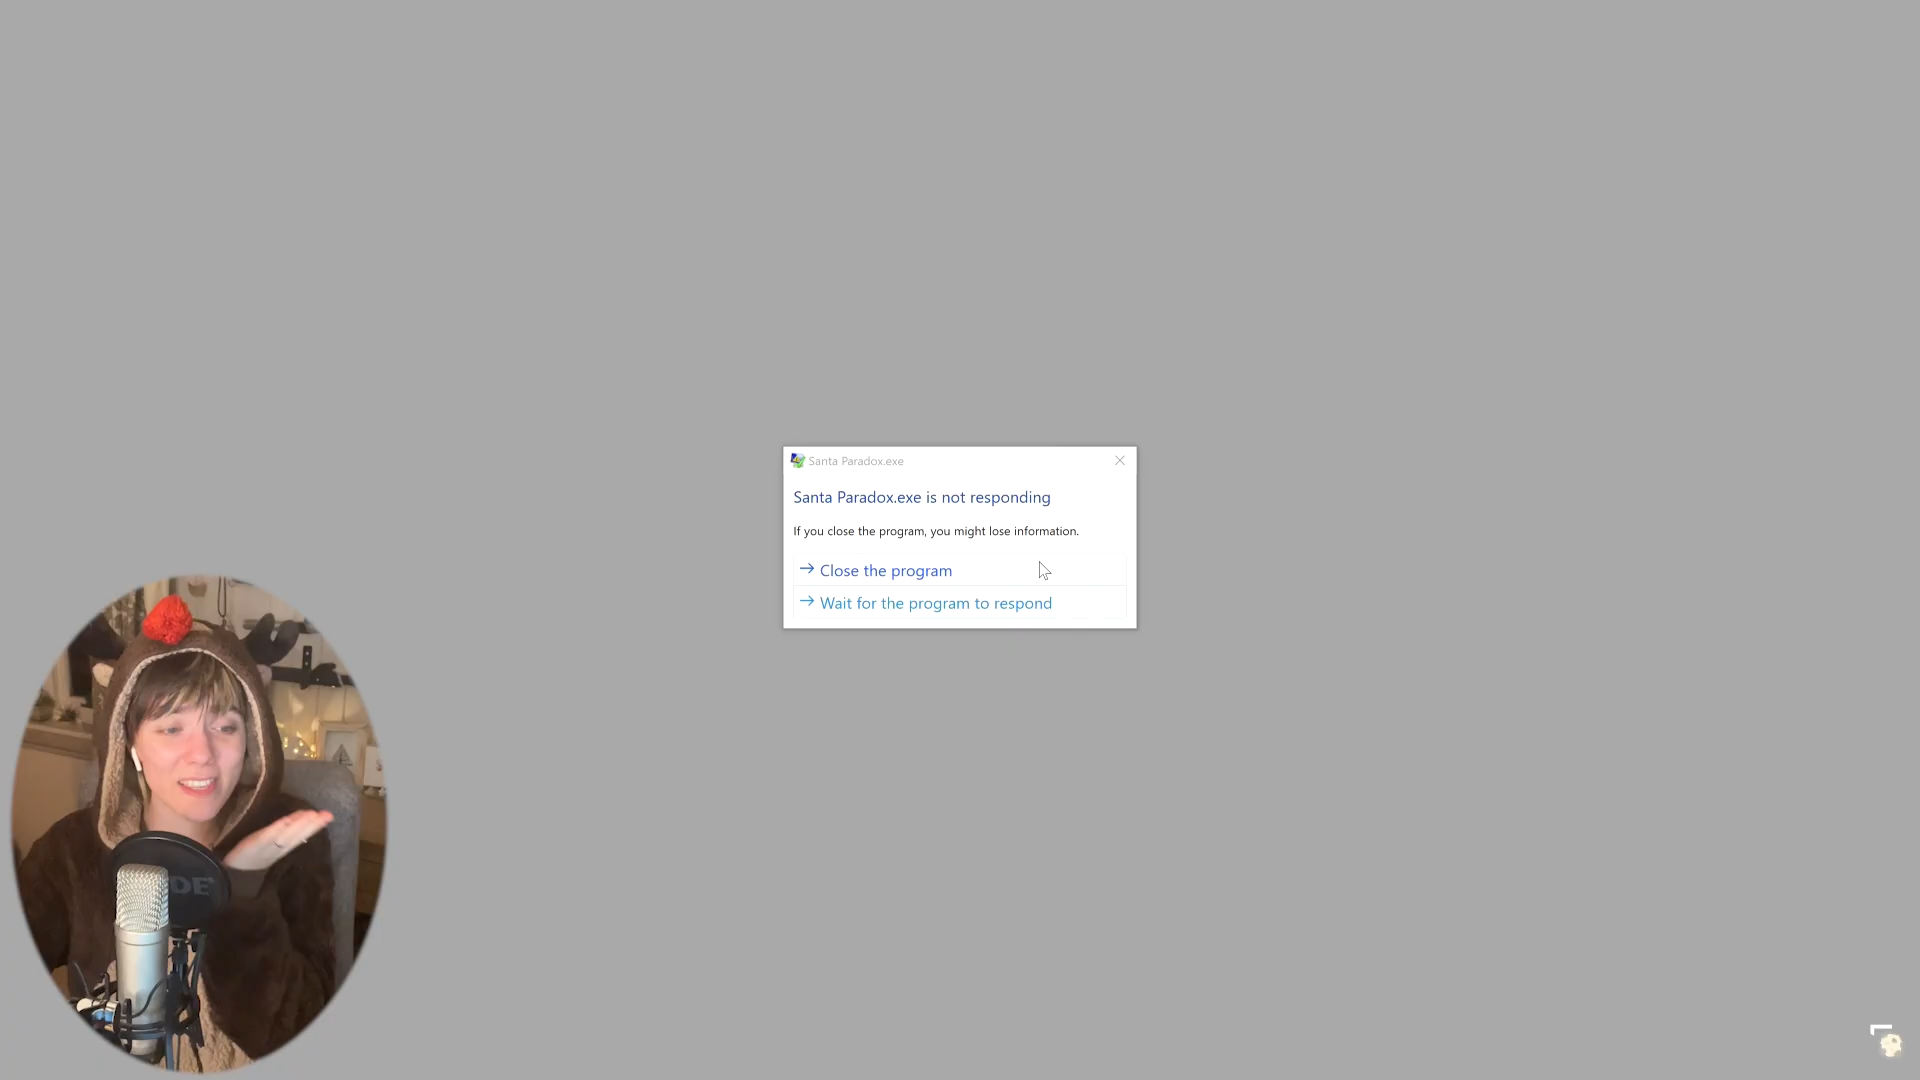 Santa Paradox.exe
Santa Paradox.exe is not responding
If you close the program, you might lose information.
Close the program
Wait for the program to respond
DE